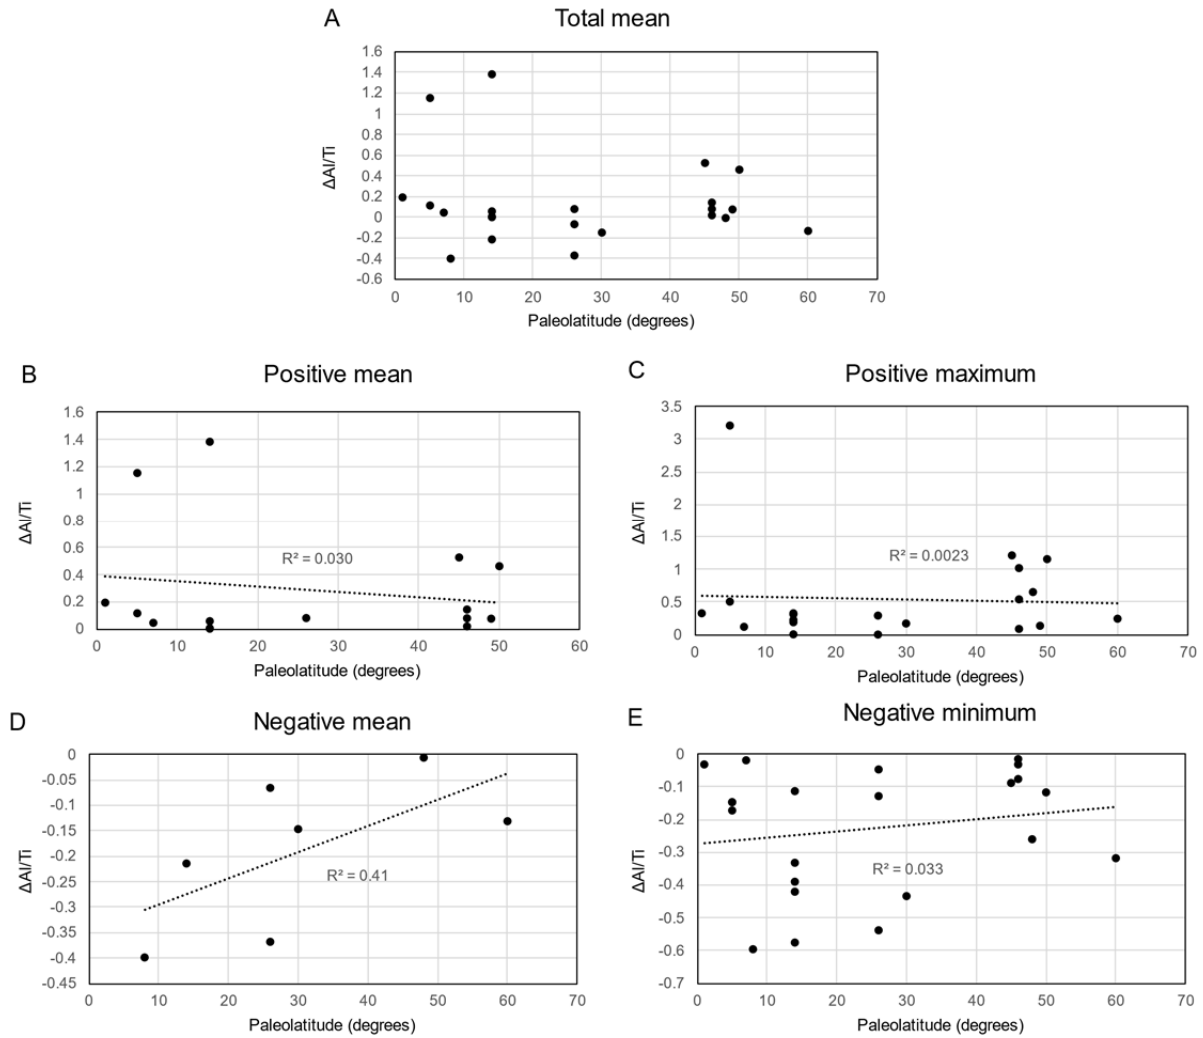 A
Total mean
1.6
1.4
1.2
1
0.8
0.6
0.4
0.2
0
-0.2
-0.4
-0.6
ΔAl/Ti
0 10 20 30 40 50 60 70
Paleolatitude (degrees)
B
Positive mean
1.6
1.4
1.2
1
0.8
0.6
0.4
0.2
0
ΔAl/Ti
R² = 0.030
0 10 20 30 40 50 60
Paleolatitude (degrees)
C
Positive maximum
3.5
3
2.5
2
1.5
1
0.5
0
ΔAl/Ti
R² = 0.0023
0 10 20 30 40 50 60 70
Paleolatitude (degrees)
D
Negative mean
0
-0.05
-0.1
-0.15
-0.2
-0.25
-0.3
-0.35
-0.4
-0.45
ΔAl/Ti
R² = 0.41
0 10 20 30 40 50 60 70
Paleolatitude (degrees)
E
Negative minimum
0
-0.1
-0.2
-0.3
-0.4
-0.5
-0.6
-0.7
ΔAl/Ti
R² = 0.033
0 10 20 30 40 50 60 70
Paleolatitude (degrees)